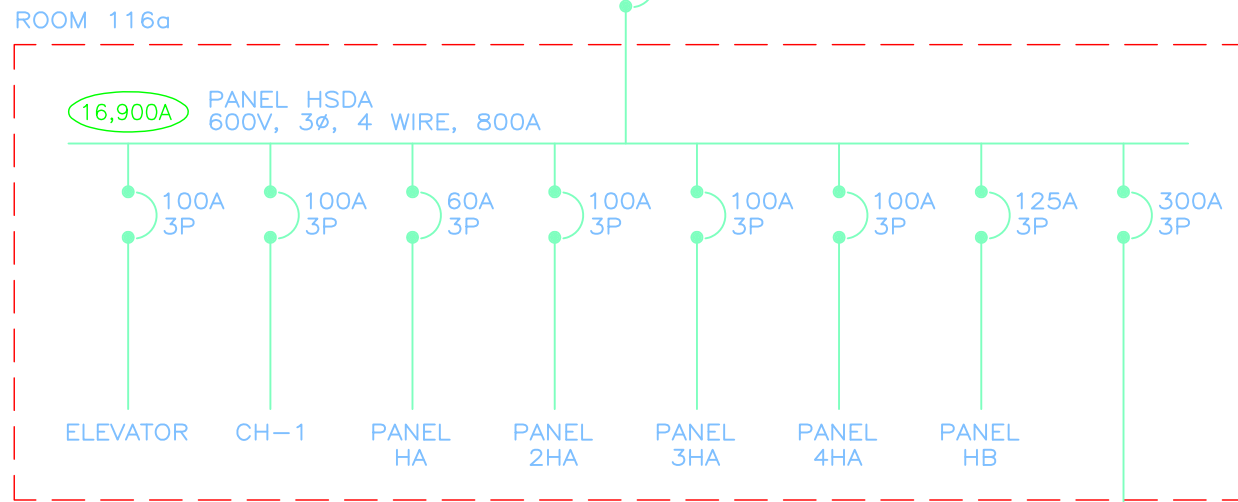 ROOM 116a
16,900A
PANEL HSDA
600V, 3ø, 4 WIRE, 800A
100A
3P
100A
3P
60A
3P
100A
3P
100A
3P
100A
3P
125A
3P
300A
3P
ELEVATOR
CH-1
PANEL
HA
PANEL
2HA
PANEL
3HA
PANEL
4HA
PANEL
HB